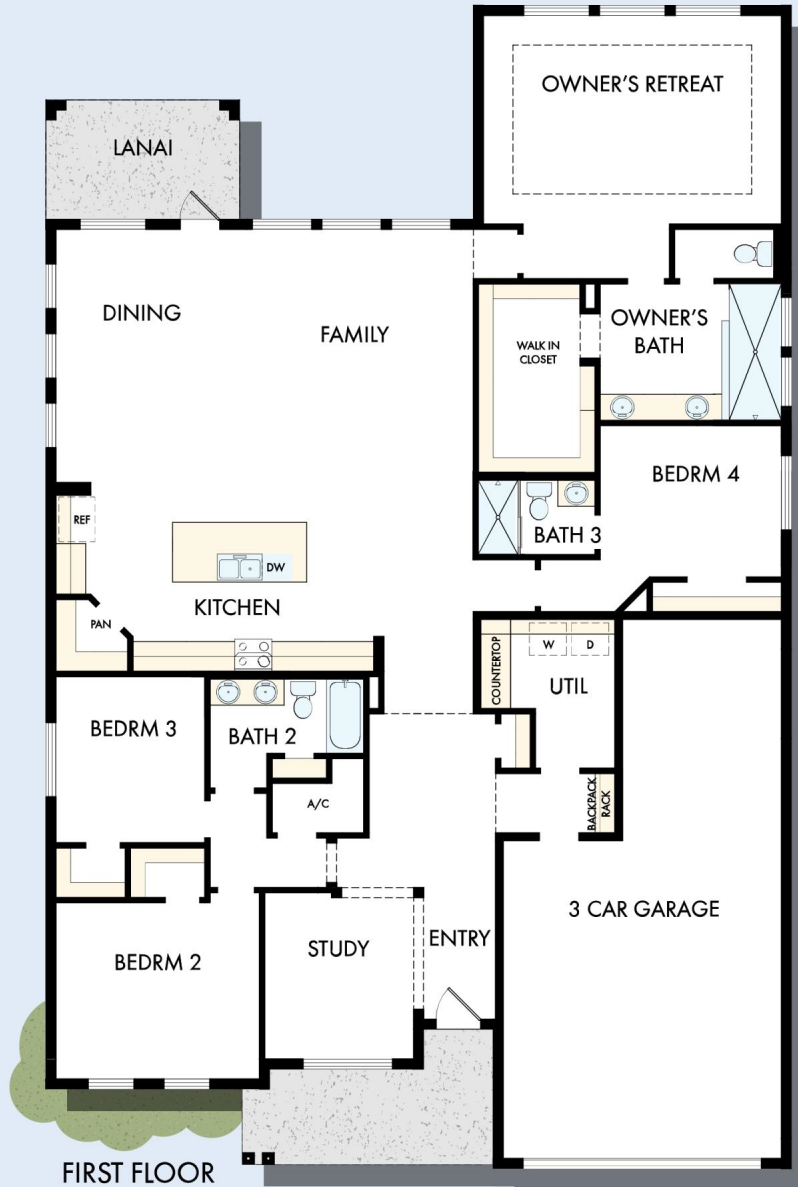 OWNER'S RETREAT
LANAI
DINING
FAMILY
OWNER'S
BATH
WALK IN
CLOSET
BEDRM 4
REF
BATH 3
DW
KITCHEN
PAN
W
D
COUNTERTOP
UTIL
BEDRM 3
BATH 2
A/C
BACKPACK
RACK
3 CAR GARAGE
ENTRY
STUDY
BEDRM 2
FIRST FLOOR